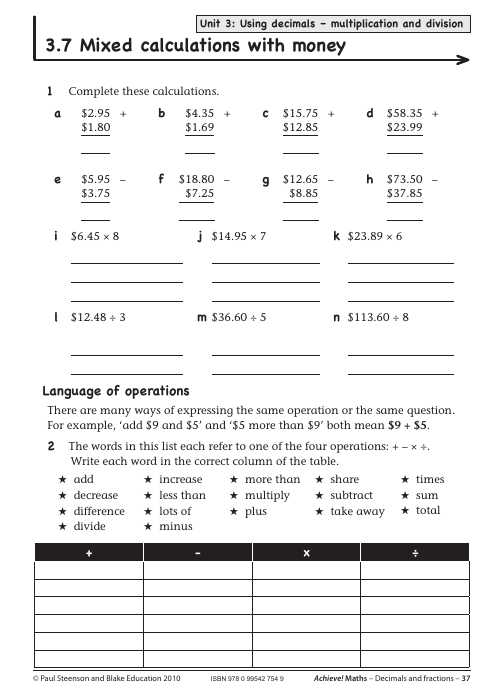 Unit 3: Using decimals – multiplication and division
3.7 Mixed calculations with money
1 Complete these calculations.
a $2.95 + b $4.35 + c $15.75 + d $58.35 +
$1.80 $1.69 $12.85 $23.99
e $5.95 – f $18.80 – g $12.65 – h $73.50 –
$3.75 $7.25 $8.85 $37.85
i $6.45 × 8 j $14.95 × 7 k $23.89 × 6
l $12.48 ÷ 3 m $36.60 ÷ 5 n $113.60 ÷ 8
Language of operations
There are many ways of expressing the same operation or the same question.
For example, ‘add $9 and $5’ and ‘$5 more than $9’ both mean $9 + $5.
2 The words in this list each refer to one of the four operations: + – × ÷.
Write each word in the correct column of the table.
★ add ★ increase ★ more than ★ share ★ times
★ decrease ★ less than ★ multiply ★ subtract ★ sum
★ difference ★ lots of ★ plus ★ take away ★ total
★ divide ★ minus
+ – x ÷
© Paul Steenson and Blake Education 2010 ISBN 978 0 99542 754 9 Achieve! Maths – Decimals and fractions – 37